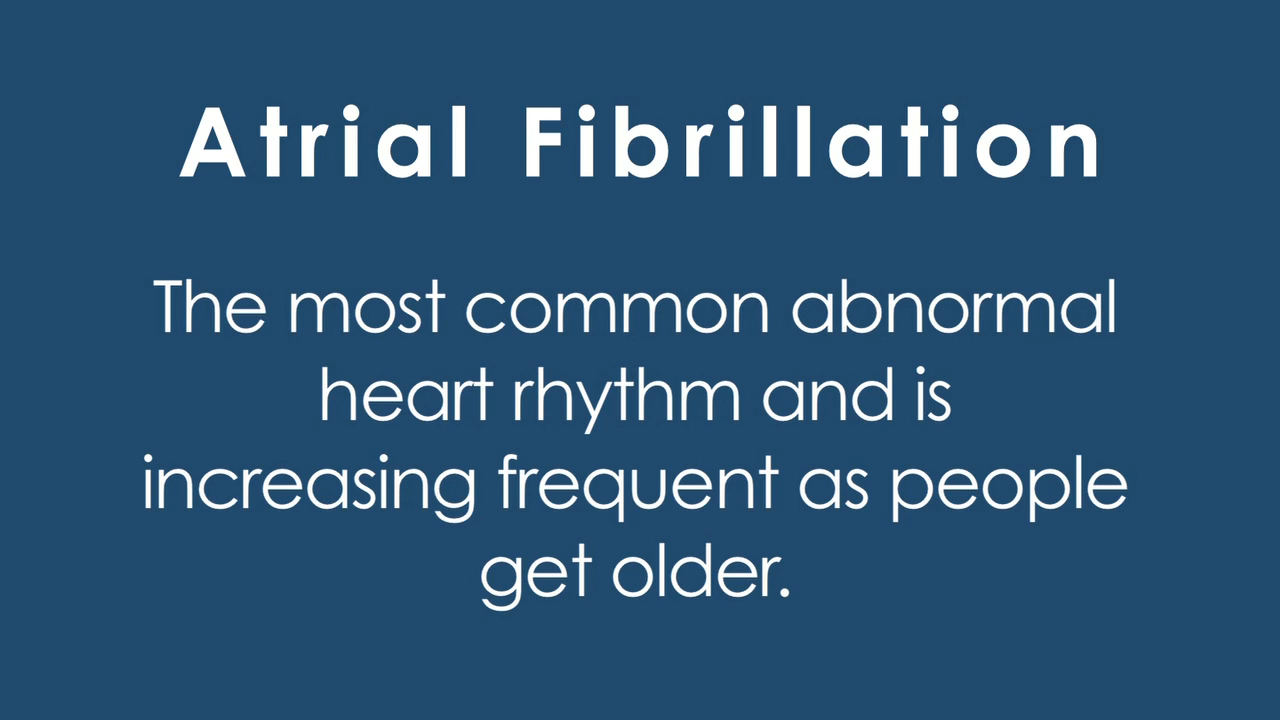 Atrial Fibrillation
The most common abnormal
heart rhythm and is
increasing frequent as people
get older.